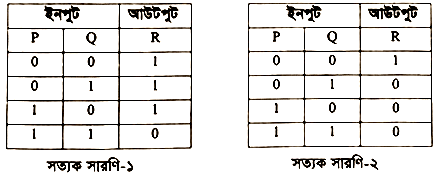 ইনপুট আউটপুট
P Q R
0 0 1
0 1 1
1 0 1
1 1 0
সত্যক সারণি-১
ইনপুট আউটপুট
P Q R
0 0 1
0 1 0
1 0 0
1 1 0
সত্যক সারণি-২